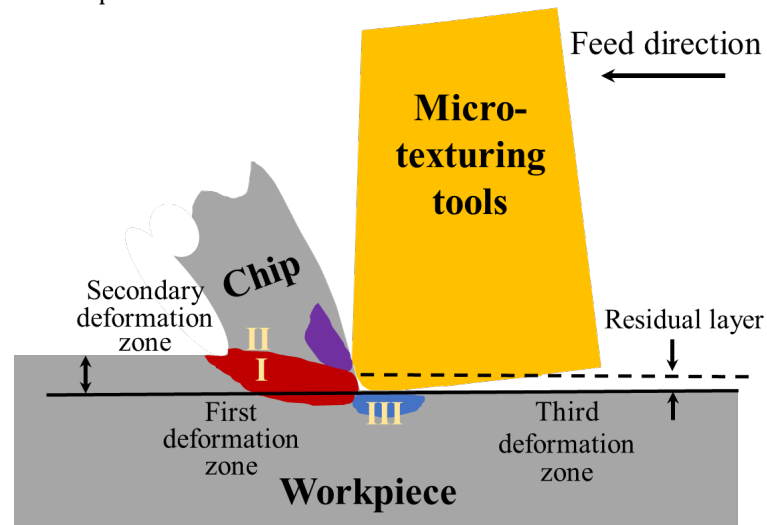 Feed direction
Micro-
texturing
tools
Chip
Secondary
deformation
zone
Residual layer
II
I
III
First
deformation
zone
Third
deformation
zone
Workpiece